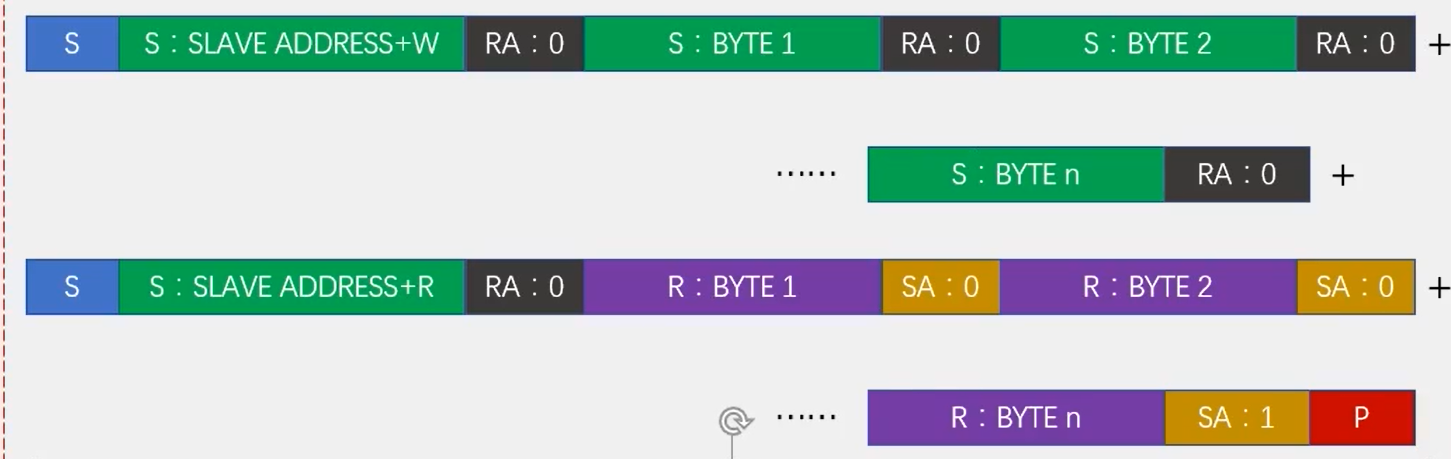 S S：SLAVE ADDRESS+W RA：0 S：BYTE 1 RA：0 S：BYTE 2 RA：0 +
…… S：BYTE n RA：0 +
S S：SLAVE ADDRESS+R RA：0 R：BYTE 1 SA：0 R：BYTE 2 SA：0 +
…… R：BYTE n SA：1 P